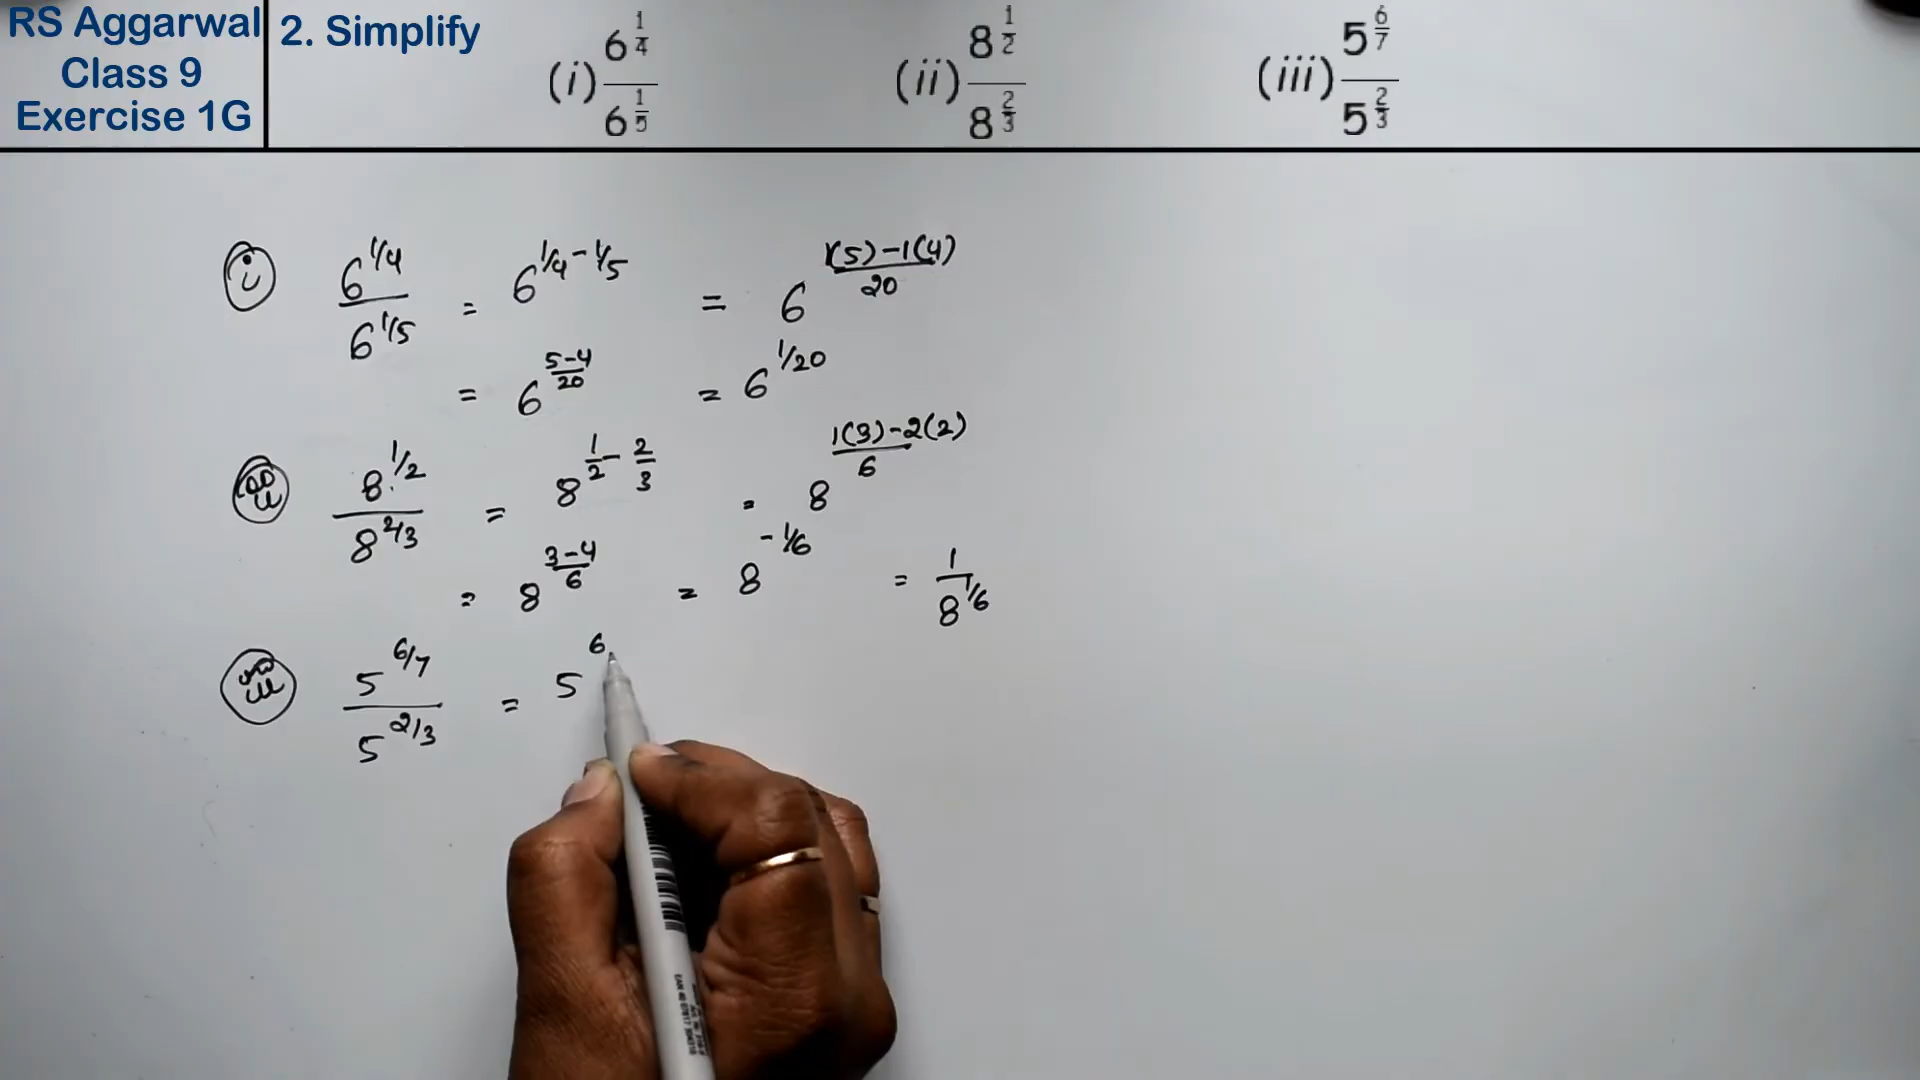 RS Aggarwal
Class 9
Exercise 1G
2. Simplify
(i) 6^(1/4) / 6^(1/5)
(ii) 8^(1/2) / 8^(2/3)
(iii) 5^(6/7) / 5^(2/3)
(i) 6^(1/4) / 6^(1/5) = 6^(1/4 - 1/5) = 6^((1(5)-1(4))/20)
= 6^((5-4)/20) = 6^(1/20)
(ii) 8^(1/2) / 8^(2/3) = 8^(1/2 - 2/3) = 8^((1(3)-2(2))/6)
= 8^((3-4)/6) = 8^(-1/6) = 1 / 8^(1/6)
(iii) 5^(6/7) / 5^(2/3) = 5^6